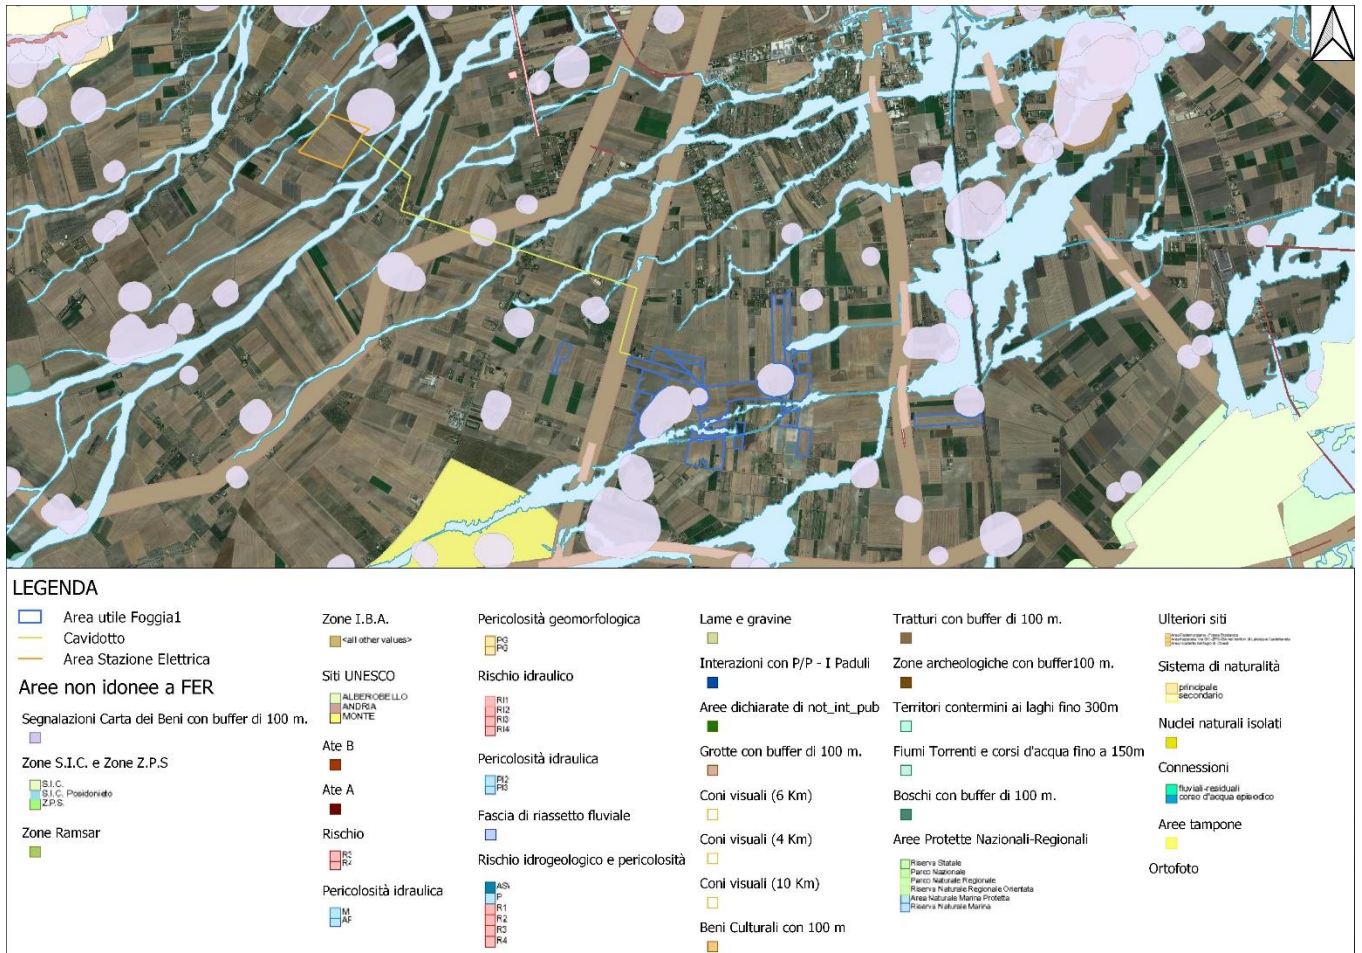 LEGENDA
Area utile Foggia1
Cavidotto
Area Stazione Elettrica
Aree non idonee a FER
Segnalazioni Carta dei Beni con buffer di 100 m.
Zone S.I.C. e Zone Z.P.S
S.I.C.
S.I.C. Posidonieto
Z.P.S.
Zone Ramsar
Zone I.B.A.
<all other values>
Siti UNESCO
ALBEROBELLO
ANDRIA
MONTE
Ate B
Ate A
Rischio
R3
R4
Pericolosità idraulica
M
AP
Pericolosità geomorfologica
PG
PG
Rischio idraulico
RI1
RI2
RI3
RI4
Pericolosità idraulica
PI2
PI3
Fascia di riassetto fluviale
Rischio idrogeologico e pericolosità
ASV
P
R1
R2
R3
R4
Lame e gravine
Interazioni con P/P - I Paduli
Aree dichiarate di not_int_pub
Grotte con buffer di 100 m.
Coni visuali (6 Km)
Coni visuali (4 Km)
Coni visuali (10 Km)
Beni Culturali con 100 m
Tratturi con buffer di 100 m.
Zone archeologiche con buffer100 m.
Territori contermini ai laghi fino 300m
Fiumi Torrenti e corsi d'acqua fino a 150m
Boschi con buffer di 100 m.
Aree Protette Nazionali-Regionali
Riserva Statale
Parco Nazionale
Parco Naturale Regionale
Riserva Naturale Regionale Orientata
Area Naturale Marina Protetta
Riserva Naturale Marina
Ulteriori siti
Sistema di naturalità
principale
secondario
Nuclei naturali isolati
Connessioni
fluviali-residuali
corso d'acqua episodico
Aree tampone
Ortofoto